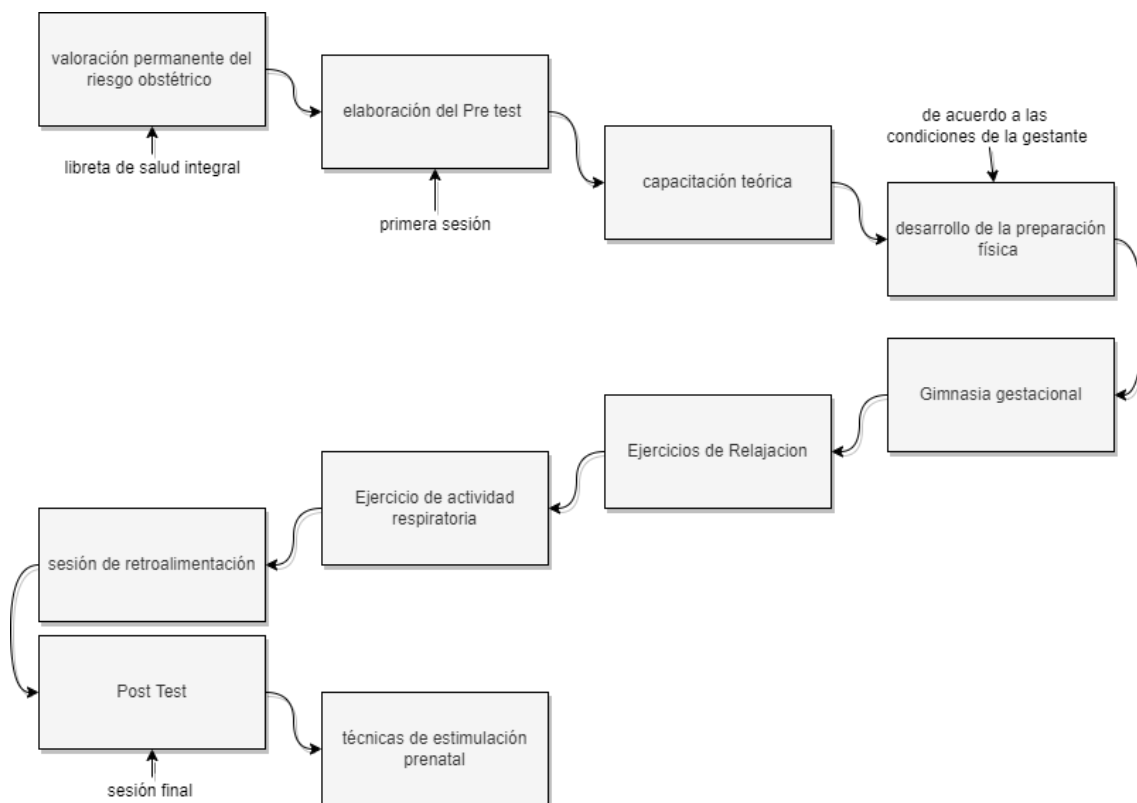 valoración permanente del
riesgo obstétrico
libreta de salud integral
elaboración del Pre test
primera sesión
capacitación teórica
de acuerdo a las
condiciones de la gestante
desarrollo de la preparación
física
Gimnasia gestacional
Ejercicios de Relajacion
Ejercicio de actividad
respiratoria
sesión de retroalimentación
Post Test
sesión final
técnicas de estimulación
prenatal